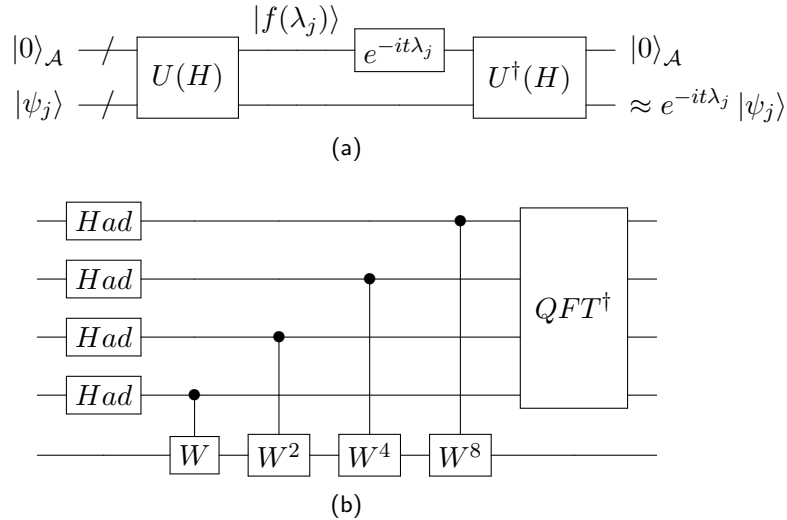 |f(λ_j)⟩
|0⟩_𝒜 U(H) e^{-itλ_j} U^†(H) |0⟩_𝒜
|ψ_j⟩ ≈ e^{-itλ_j} |ψ_j⟩
(a)
Had
Had
QFT^†
Had
Had
W W^2 W^4 W^8
(b)